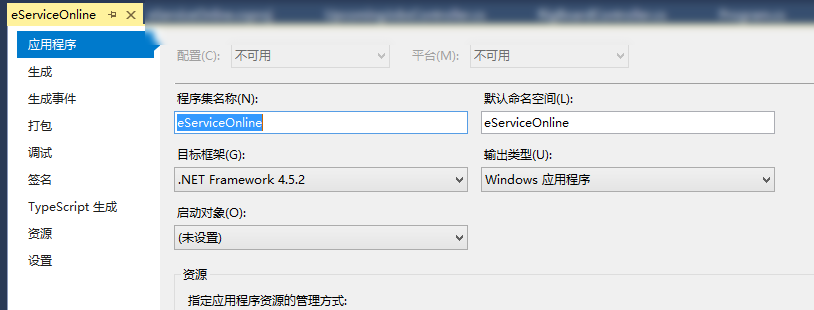 eServiceOnline
应用程序
生成
生成事件
打包
调试
签名
TypeScript 生成
资源
设置
配置(C): 不可用 平台(M): 不可用
程序集名称(N): 默认命名空间(L):
eServiceOnline eServiceOnline
目标框架(G): 输出类型(U):
.NET Framework 4.5.2 Windows 应用程序
启动对象(O):
(未设置)
资源
指定应用程序资源的管理方式: